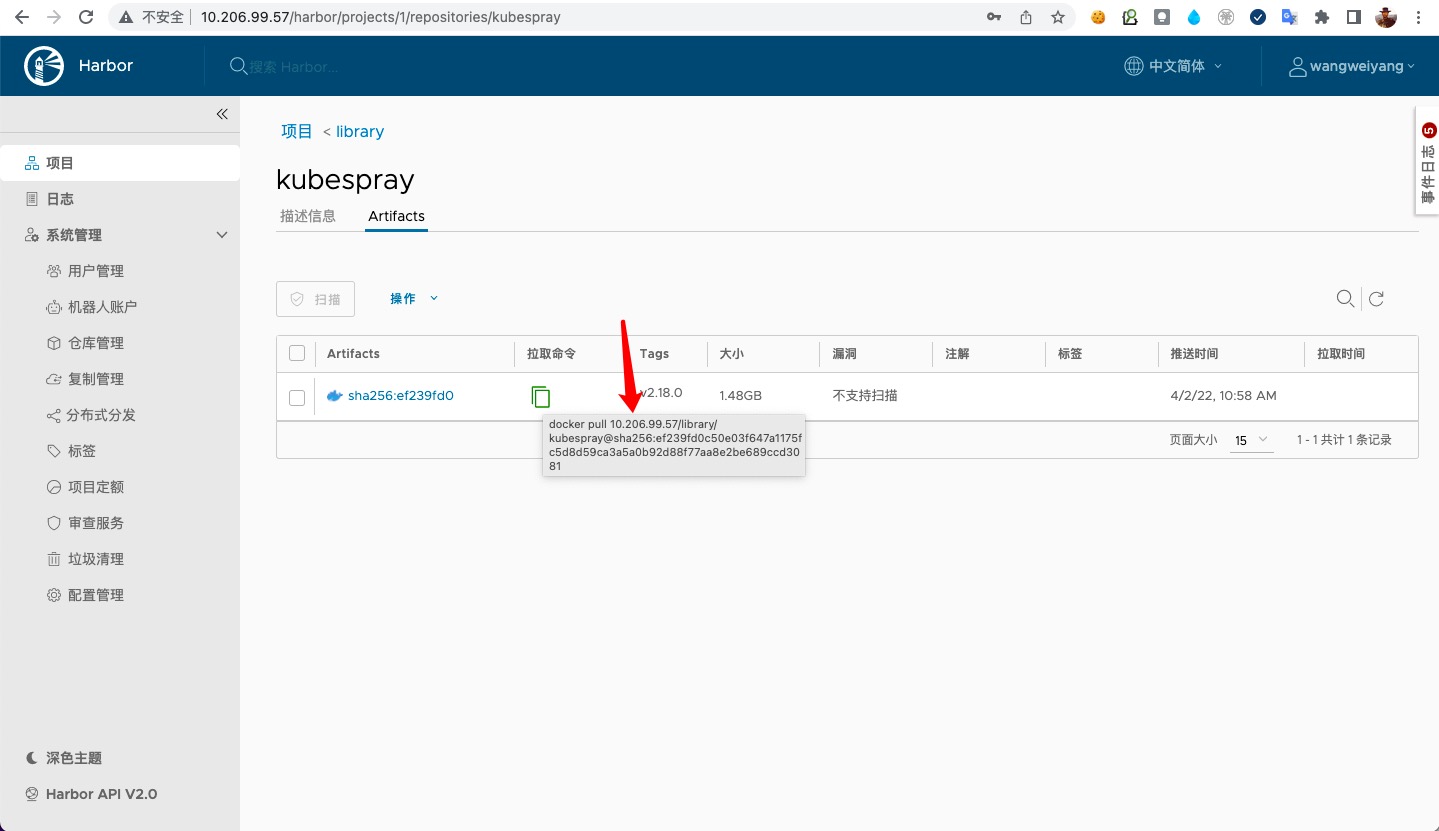 不安全 10.206.99.57/harbor/projects/1/repositories/kubespray
Harbor
搜索 Harbor...
中文简体
wangweiyang
项目 < library
kubespray
描述信息 Artifacts
项目
日志
系统管理
用户管理
机器人账户
仓库管理
复制管理
分布式分发
标签
项目定额
审查服务
垃圾清理
配置管理
深色主题
Harbor API V2.0
事件日志 5
扫描 操作
Artifacts 拉取命令 Tags 大小 漏洞 注解 标签 推送时间 拉取时间
sha256:ef239fd0 v2.18.0 1.48GB 不支持扫描 4/2/22, 10:58 AM
docker pull 10.206.99.57/library/
kubespray@sha256:ef239fd0c50e03f647a1175f
c5d8d59ca3a5a0b92d88f77aa8e2be689ccd30
81
页面大小 15 1 - 1 共计 1 条记录